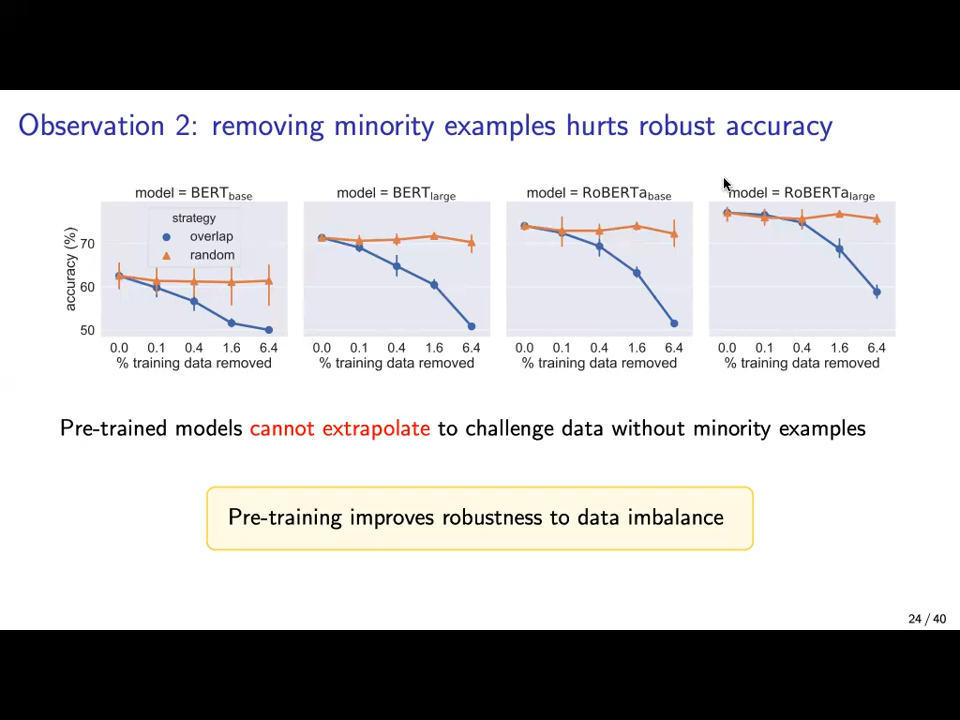 Observation 2: removing minority examples hurts robust accuracy
model = BERTbase
model = BERTlarge
model = RoBERTabase
model = RoBERTalarge
strategy
overlap
random
accuracy (%)
70
60
50
0.0 0.1 0.4 1.6 6.4
0.0 0.1 0.4 1.6 6.4
0.0 0.1 0.4 1.6 6.4
0.0 0.1 0.4 1.6 6.4
% training data removed
% training data removed
% training data removed
% training data removed
Pre-trained models cannot extrapolate to challenge data without minority examples
Pre-training improves robustness to data imbalance
24 / 40